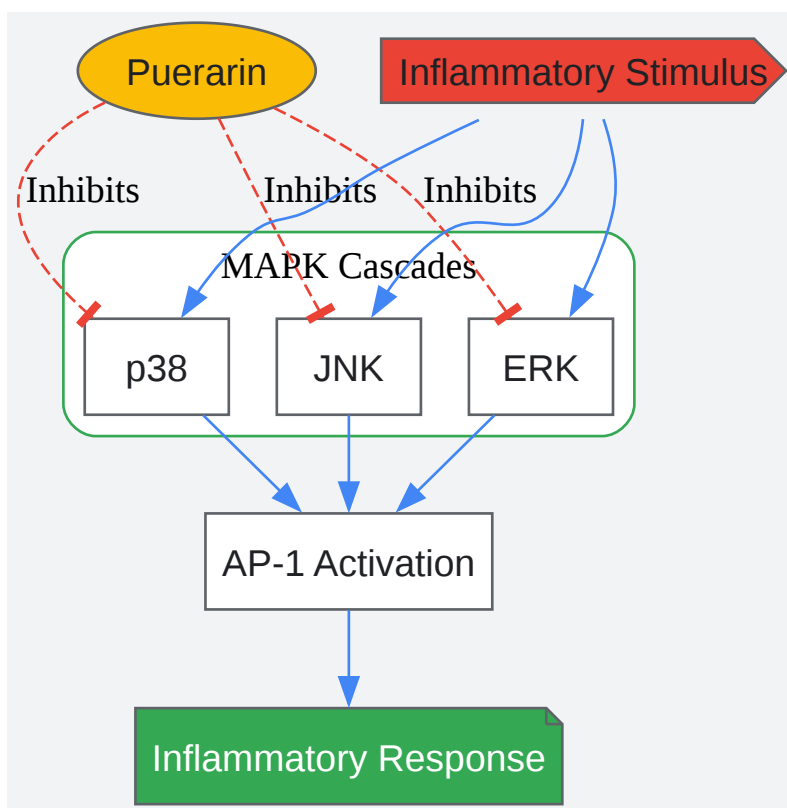 Puerarin
Inflammatory Stimulus
Inhibits
Inhibits
Inhibits
MAPK Cascades
p38
JNK
ERK
AP-1 Activation
Inflammatory Response